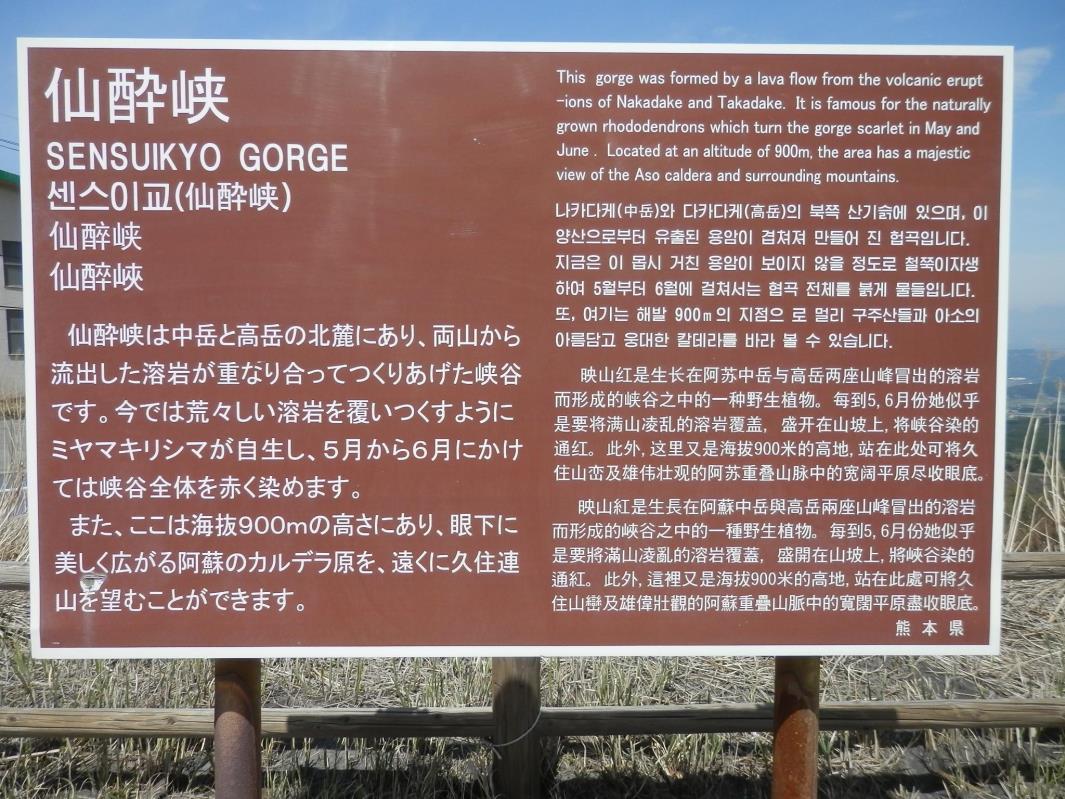 仙酔峡
SENSUIKYO GORGE
센스이교(仙酔峡)
仙醉峡
仙醉峽
仙酔峡は中岳と高岳の北麓にあり、両山から
流出した溶岩が重なり合ってつくりあげた峡谷
です。今では荒々しい溶岩を覆いつくすように
ミヤマキリシマが自生し、5月から6月にかけ
ては峡谷全体を赤く染めます。
また、ここは海抜900mの高さにあり、眼下に
美しく広がる阿蘇のカルデラ原を、遠くに久住連
山を望むことができます。
This gorge was formed by a lava flow from the volcanic erupt
-ions of Nakadake and Takadake. It is famous for the naturally
grown rhododendrons which turn the gorge scarlet in May and
June . Located at an altitude of 900m, the area has a majestic
view of the Aso caldera and surrounding mountains.
나카다케(中岳)와 다카다케(高岳)의 북쪽 산기슭에 있으며, 이
양산으로부터 유출된 용암이 겹쳐져 만들어 진 협곡입니다.
지금은 이 몹시 거친 용암이 보이지 않을 정도로 철쭉이자생
하여 5월부터 6월에 걸쳐서는 협곡 전체를 붉게 물들입니다.
또, 여기는 해발 900m의 지점으 로 멀리 구주산들과 아소의
아름답고 웅대한 칼데라를 바라 볼 수 있습니다.
映山红是生长在阿苏中岳与高岳两座山峰冒出的溶岩
而形成的峡谷之中的一种野生植物。每到5,6月份她似乎
是要将满山凌乱的溶岩覆盖，盛开在山坡上,将峡谷染的
通红。此外,这里又是海拔900米的高地,站在此处可将久
住山峦及雄伟壮观的阿苏重叠山脉中的宽阔平原尽收眼底。
映山紅是生長在阿蘇中岳與高岳兩座山峰冒出的溶岩
而形成的峽谷之中的一種野生植物。每到5,6月份她似乎
是要將滿山凌亂的溶岩覆蓋，盛開在山坡上,將峽谷染的
通紅。此外,這裡又是海拔900米的高地,站在此處可將久
住山巒及雄偉壯觀的阿蘇重疊山脈中的寬闊平原盡收眼底。
熊本県